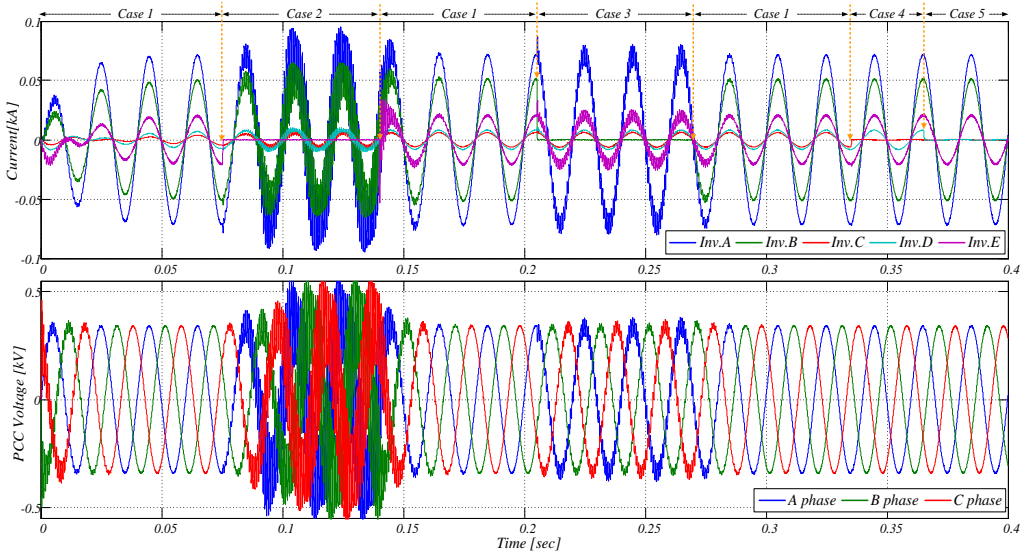 Case 1 Case 2 Case 1 Case 3 Case 1 Case 4 Case 5
0.1
0.05
0
-0.05
-0.1
Current[kA]
Inv.A Inv.B Inv.C Inv.D Inv.E
0 0.05 0.1 0.15 0.2 0.25 0.3 0.35 0.4
0.5
0
-0.5
PCC Voltage [kV]
A phase B phase C phase
0 0.05 0.1 0.15 0.2 0.25 0.3 0.35 0.4
Time [sec]